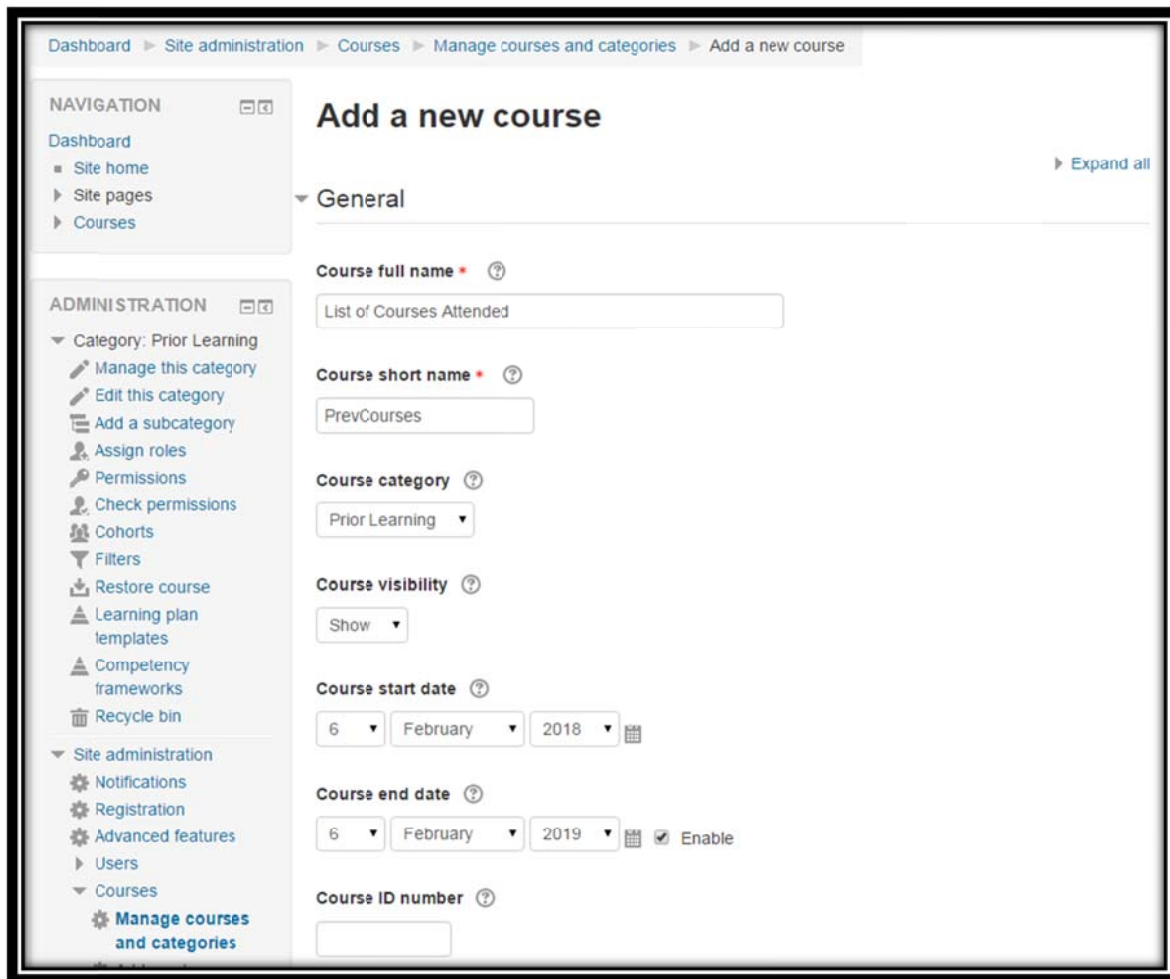 Dashboard Site administration Courses Manage courses and categories Add a new course
NAVIGATION
Dashboard
Site home
Site pages
Courses
ADMINISTRATION
Category: Prior Learning
Manage this category
Edit this category
Add a subcategory
Assign roles
Permissions
Check permissions
Cohorts
Filters
Restore course
Learning plan
templates
Competency
frameworks
Recycle bin
Site administration
Notifications
Registration
Advanced features
Users
Courses
Manage courses
and categories
Add a new course
Expand all
General
Course full name *
List of Courses Attended
Course short name *
PrevCourses
Course category
Prior Learning
Course visibility
Show
Course start date
6 February 2018
Course end date
6 February 2019 Enable
Course ID number